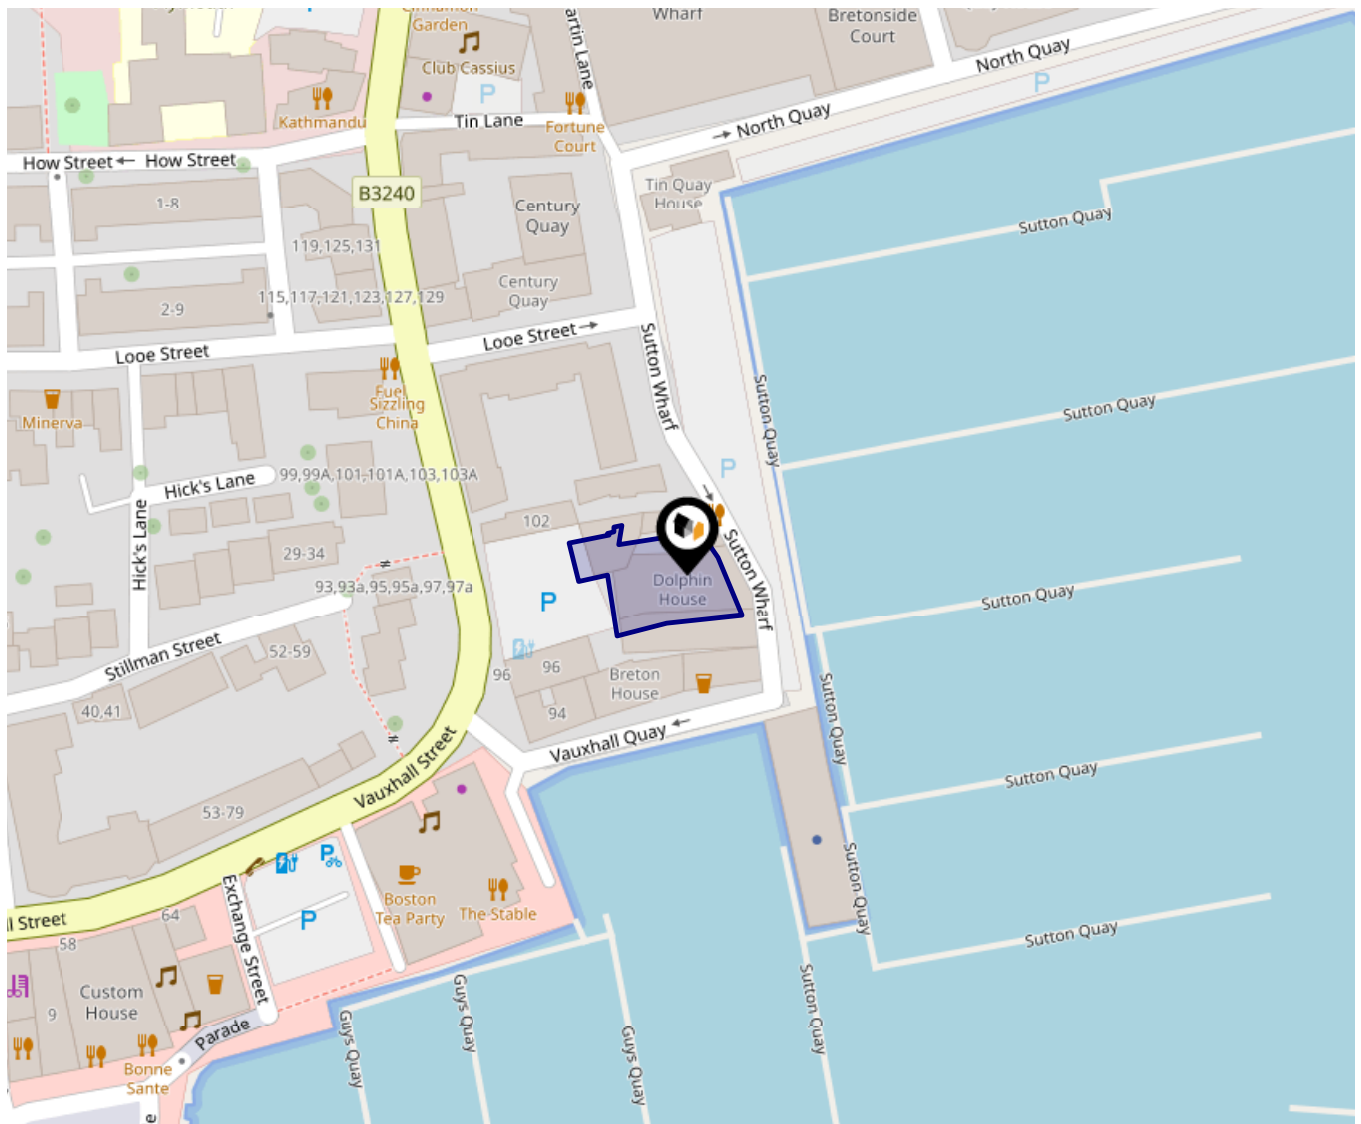 Garden
Club Cassius
Kathmandu
Tin Lane
Fortune
Court
artin Lane
Wharf
Bretonside
Court
North Quay
North Quay
P
P
How Street
How Street
B3240
1-8
Century
Quay
Tin Quay
House
Sutton Quay
119,125,131
Century
Quay
115,117,121,123,127,129
2-9
Looe Street
Looe Street
Sutton Wharf
Sutton Quay
Sutton Quay
Fuel
Sizzling
China
Minerva
P
Hick's Lane
99,99A,101-101A,103,103A
Hick's Lane
102
29-34
93,93a,95,95a,97,97a
P
Dolphin
House
Sutton Wharf
Sutton Quay
Stillman Street
52-59
96
96
Breton
House
40,41
94
Vauxhall Quay
Sutton Quay
Sutton Quay
Vauxhall Street
53-79
P
P
Boston
Tea Party
The Stable
Exchange Street
ll Street
64
58
Sutton Quay
Sutton Quay
Custom
House
9
Parade
Bonne
Sante
Guys Quay
Guys Quay
Guys Quay
Sutton Quay
e